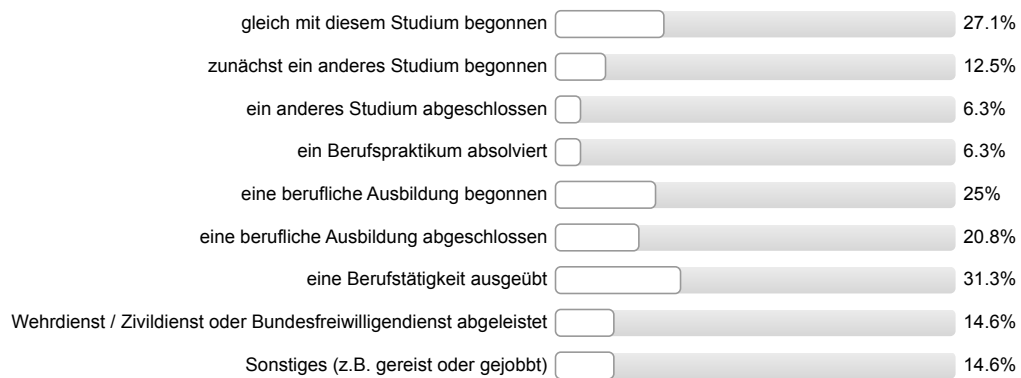 gleich mit diesem Studium begonnen 27.1%
zunächst ein anderes Studium begonnen 12.5%
ein anderes Studium abgeschlossen 6.3%
ein Berufspraktikum absolviert 6.3%
eine berufliche Ausbildung begonnen 25%
eine berufliche Ausbildung abgeschlossen 20.8%
eine Berufstätigkeit ausgeübt 31.3%
Wehrdienst / Zivildienst oder Bundesfreiwilligendienst abgeleistet 14.6%
Sonstiges (z.B. gereist oder gejobbt) 14.6%